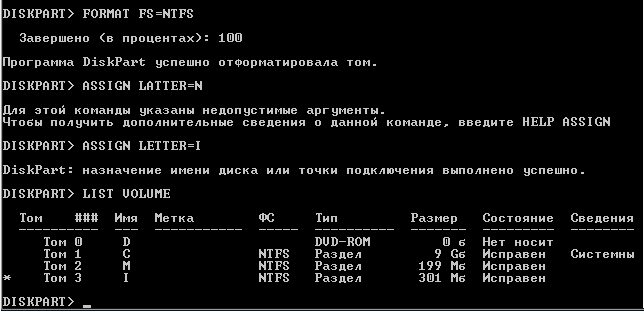 DISKPART> FORMAT FS=NTFS
Завершено (в процентах): 100
Программа DiskPart успешно отформатировала том.
DISKPART> ASSIGN LATTER=N
Для этой команды указаны недопустимые аргументы.
Чтобы получить дополнительные сведения о данной команде, введите HELP ASSIGN
DISKPART> ASSIGN LETTER=I
DiskPart: назначение имени диска или точки подключения выполнено успешно.
DISKPART> LIST VOLUME
Том ### Имя Метка ФС Тип Размер Состояние Сведения
Том 0 D DVD-ROM 0 б Нет носит
Том 1 C NTFS Раздел 9 Gб Исправен Системны
Том 2 M NTFS Раздел 199 Mб Исправен
* Том 3 I NTFS Раздел 301 Mб Исправен
DISKPART> _